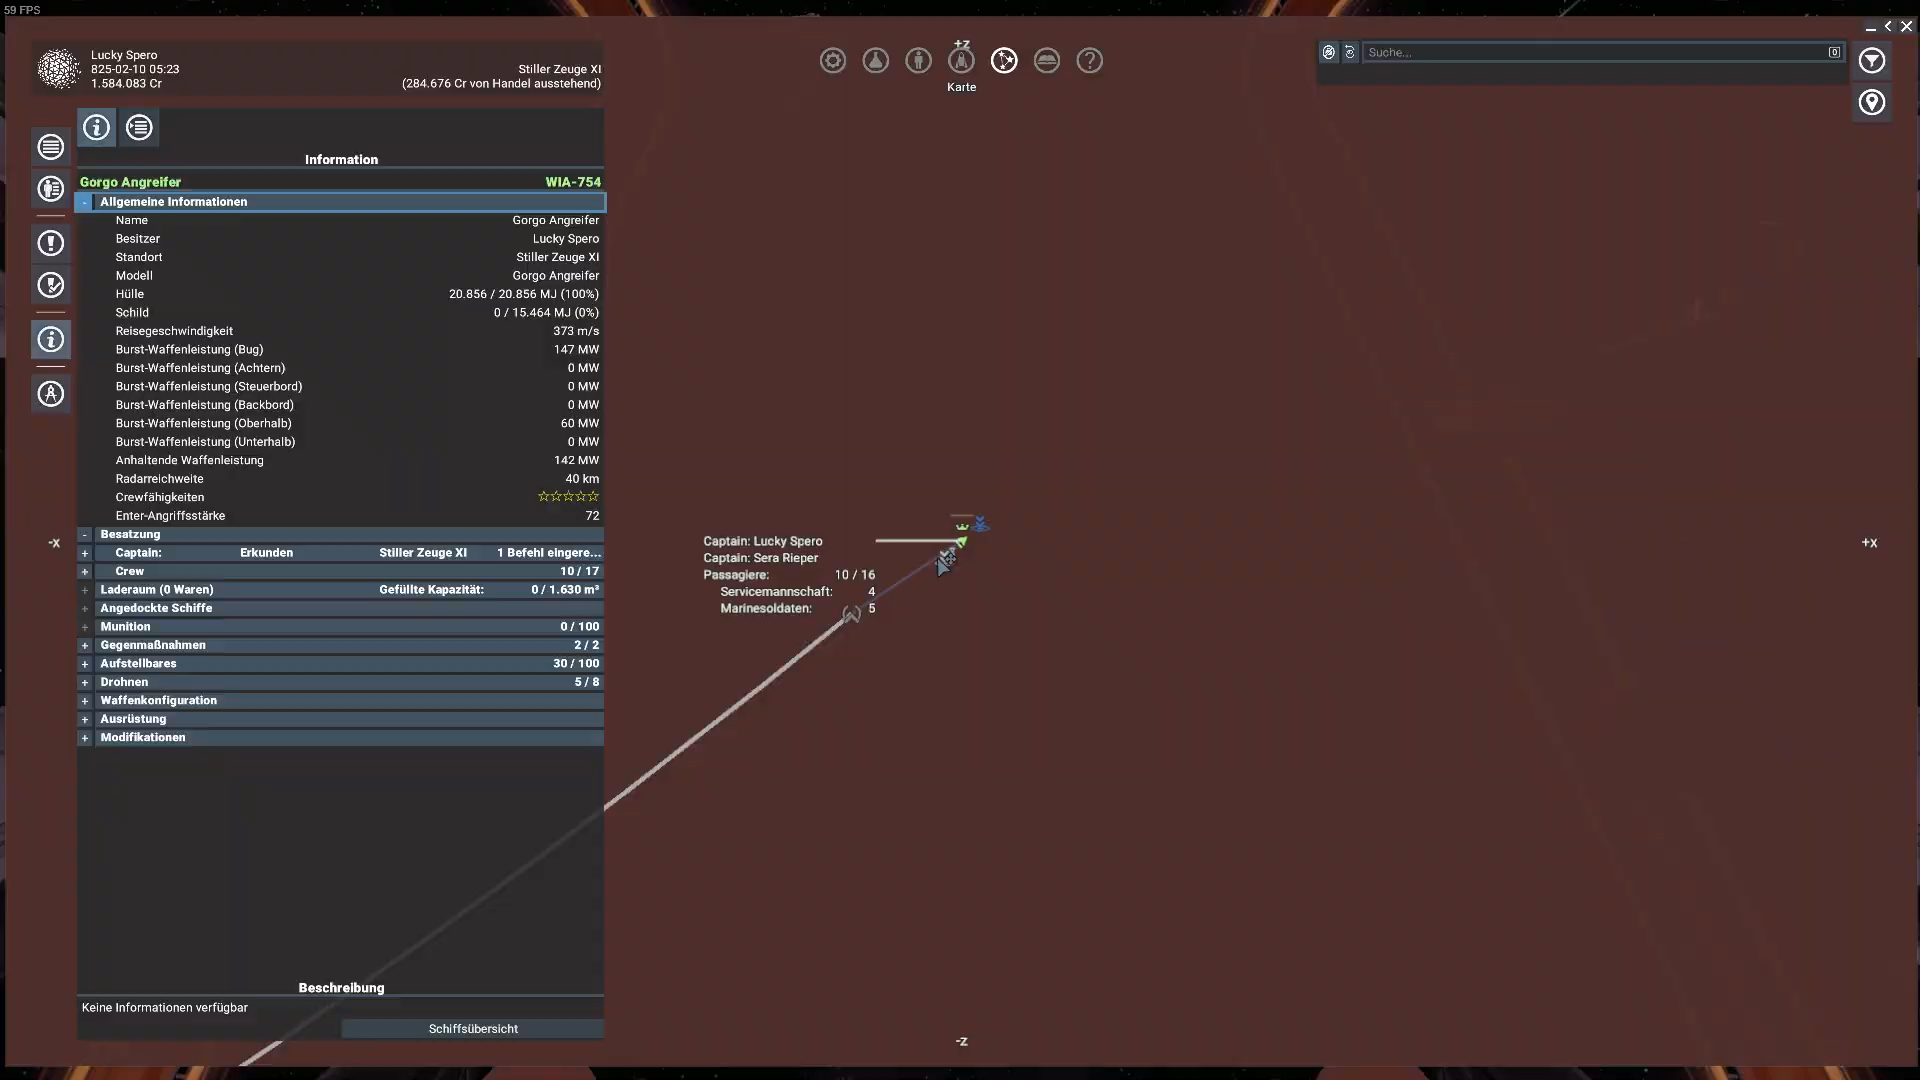 59 FPS
Lucky Spero
825-02-10 05:23
1.584.083 Cr
Stiller Zeuge XI
(284.676 Cr von Handel ausstehend)
+Z
Karte
Suche...
Information
Gorgo Angreifer WIA-754
- Allgemeine Informationen
Name Gorgo Angreifer
Besitzer Lucky Spero
Standort Stiller Zeuge XI
Modell Gorgo Angreifer
Hülle 20.856 / 20.856 MJ (100%)
Schild 0 / 15.464 MJ (0%)
Reisegeschwindigkeit 373 m/s
Burst-Waffenleistung (Bug) 147 MW
Burst-Waffenleistung (Achtern) 0 MW
Burst-Waffenleistung (Steuerbord) 0 MW
Burst-Waffenleistung (Backbord) 0 MW
Burst-Waffenleistung (Oberhalb) 60 MW
Burst-Waffenleistung (Unterhalb) 0 MW
Anhaltende Waffenleistung 142 MW
Radarreichweite 40 km
Crewfähigkeiten ☆☆☆☆☆
Enter-Angriffsstärke 72
- Besatzung
+ Captain: Erkunden Stiller Zeuge XI 1 Befehl eingere...
+ Crew 10 / 17
+ Laderaum (0 Waren) Gefüllte Kapazität: 0 / 1.630 m³
+ Angedockte Schiffe
+ Munition 0 / 100
+ Gegenmaßnahmen 2 / 2
+ Aufstellbares 30 / 100
+ Drohnen 5 / 8
+ Waffenkonfiguration
+ Ausrüstung
+ Modifikationen
Beschreibung
Keine Informationen verfügbar
Schiffsübersicht
-X
Captain: Lucky Spero
Captain: Sera Rieper
Passagiere: 10 / 16
Servicemannschaft: 4
Marinesoldaten: 5
+X
-Z